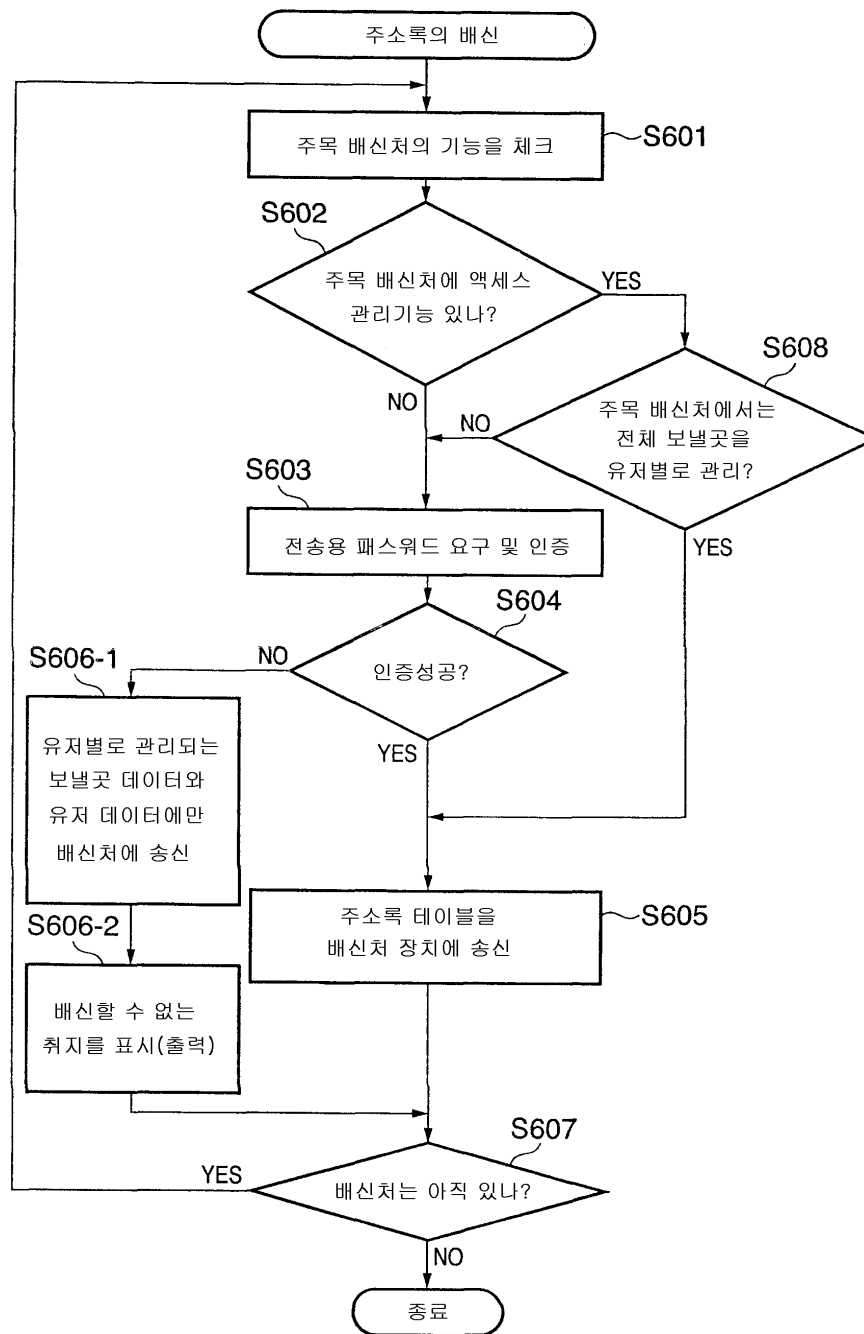 주소록의 배신
주목 배신처의 기능을 체크
S601
S602
주목 배신처에 액세스
관리기능 있나?
YES
NO
S608
주목 배신처에서는
전체 보낼곳을
유저별로 관리?
NO
YES
S603
전송용 패스워드 요구 및 인증
S604
인증성공?
NO
YES
S606-1
유저별로 관리되는
보낼곳 데이터와
유저 데이터에만
배신처에 송신
주소록 테이블을
배신처 장치에 송신
S605
S606-2
배신할 수 없는
취지를 표시(출력)
S607
배신처는 아직 있나?
YES
NO
종료